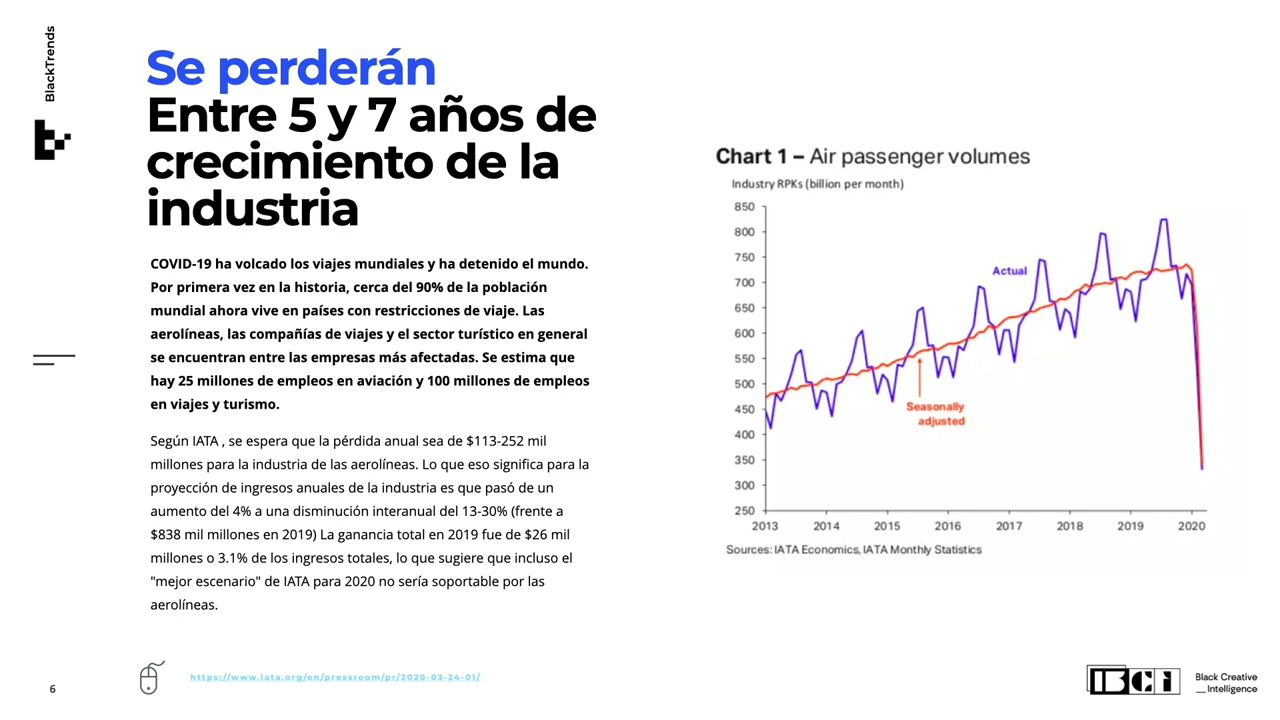 BlackTrends
Se perderán
Entre 5 y 7 años de
crecimiento de la
industria
COVID-19 ha volcado los viajes mundiales y ha detenido el mundo.
Por primera vez en la historia, cerca del 90% de la población
mundial ahora vive en países con restricciones de viaje. Las
aerolíneas, las compañías de viajes y el sector turístico en general
se encuentran entre las empresas más afectadas. Se estima que
hay 25 millones de empleos en aviación y 100 millones de empleos
en viajes y turismo.
Según IATA , se espera que la pérdida anual sea de $113-252 mil
millones para la industria de las aerolíneas. Lo que eso significa para la
proyección de ingresos anuales de la industria es que pasó de un
aumento del 4% a una disminución interanual del 13-30% (frente a
$838 mil millones en 2019) La ganancia total en 2019 fue de $26 mil
millones o 3.1% de los ingresos totales, lo que sugiere que incluso el
"mejor escenario" de IATA para 2020 no sería soportable por las
aerolíneas.
Chart 1 – Air passenger volumes
Industry RPKs (billion per month)
850
800
750
700
650
600
550
500
450
400
350
300
250
Actual
Seasonally
adjusted
2013 2014 2015 2016 2017 2018 2019 2020
Sources: IATA Economics, IATA Monthly Statistics
https://www.iata.org/en/pressroom/pr/2020-03-24-01/
6
BCi
Black Creative
__Intelligence